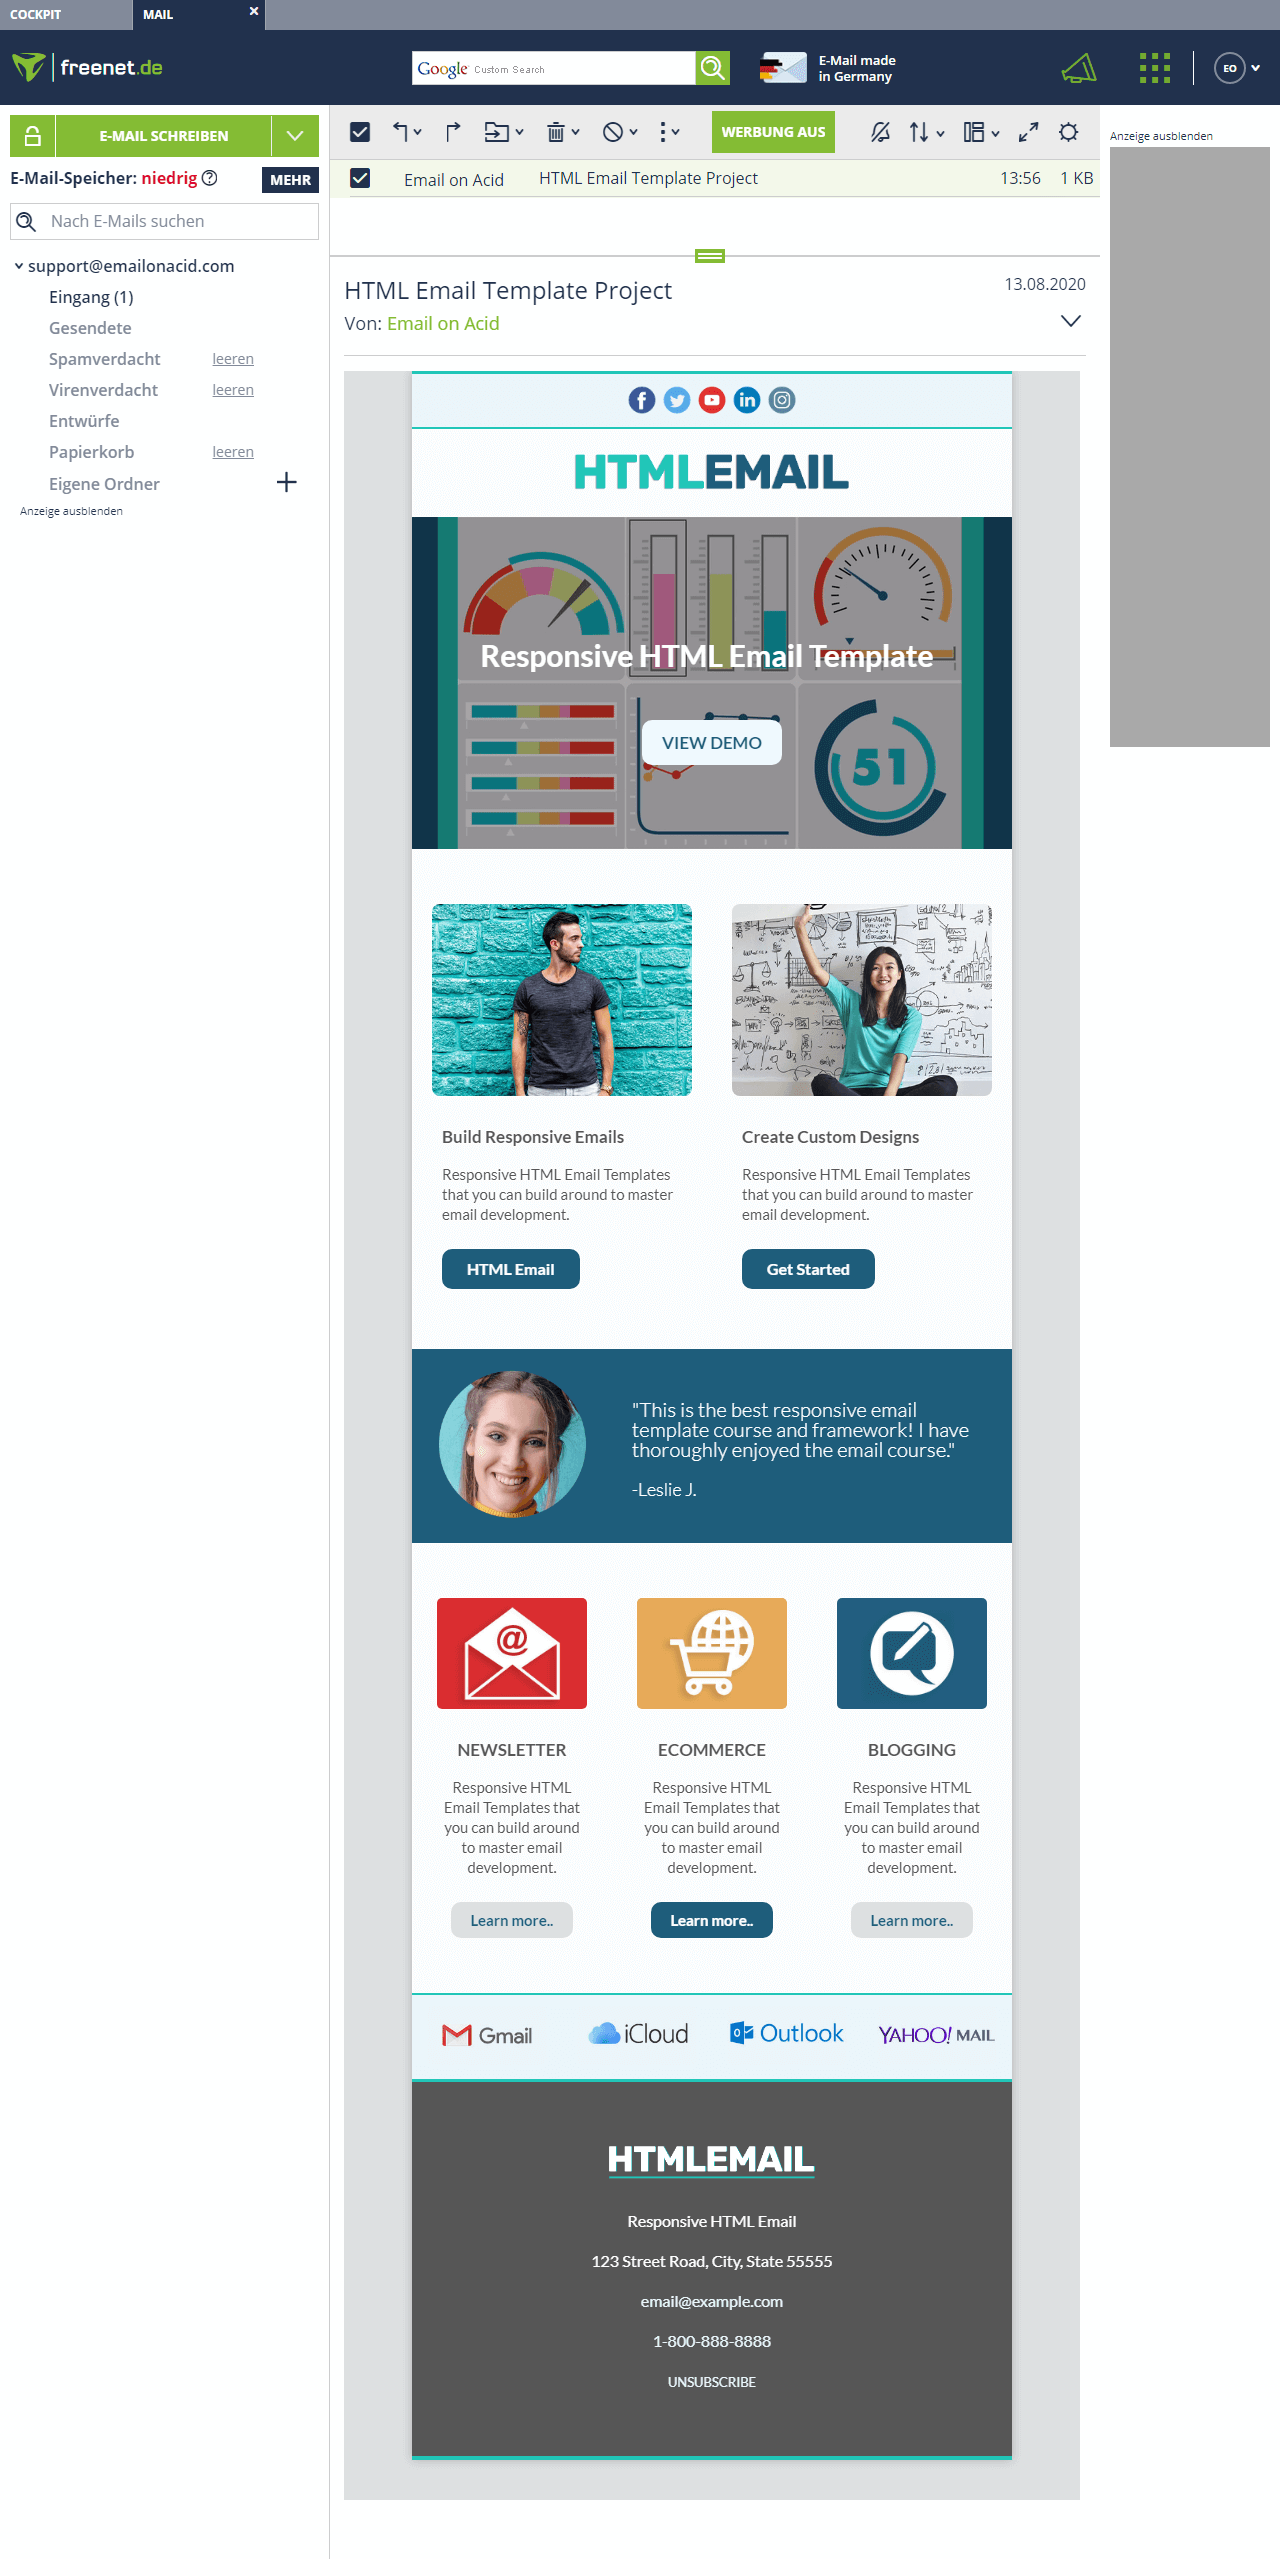 COCKPIT
MAIL
freenet.de
Google Custom Search
E-Mail made
in Germany
EO
E-MAIL SCHREIBEN
WERBUNG AUS
Anzeige ausblenden
E-Mail-Speicher: niedrig
MEHR
Email on Acid
HTML Email Template Project
13:56
1 KB
Nach E-Mails suchen
support@emailonacid.com
Eingang (1)
Gesendete
Spamverdacht leeren
Virenverdacht leeren
Entwürfe
Papierkorb leeren
Eigene Ordner
Anzeige ausblenden
HTML Email Template Project
13.08.2020
Von: Email on Acid
HTMLEMAIL
Responsive HTML Email Template
VIEW DEMO
51
Build Responsive Emails
Responsive HTML Email Templates
that you can build around to master
email development.
HTML Email
Create Custom Designs
Responsive HTML Email Templates
that you can build around to master
email development.
Get Started
"This is the best responsive email
template course and framework! I have
thoroughly enjoyed the email course."
-Leslie J.
NEWSLETTER
Responsive HTML
Email Templates that
you can build around
to master email
development.
Learn more..
ECOMMERCE
Responsive HTML
Email Templates that
you can build around
to master email
development.
Learn more..
BLOGGING
Responsive HTML
Email Templates that
you can build around
to master email
development.
Learn more..
Gmail
iCloud
Outlook
YAHOO! MAIL
HTMLEMAIL
Responsive HTML Email
123 Street Road, City, State 55555
email@example.com
1-800-888-8888
UNSUBSCRIBE